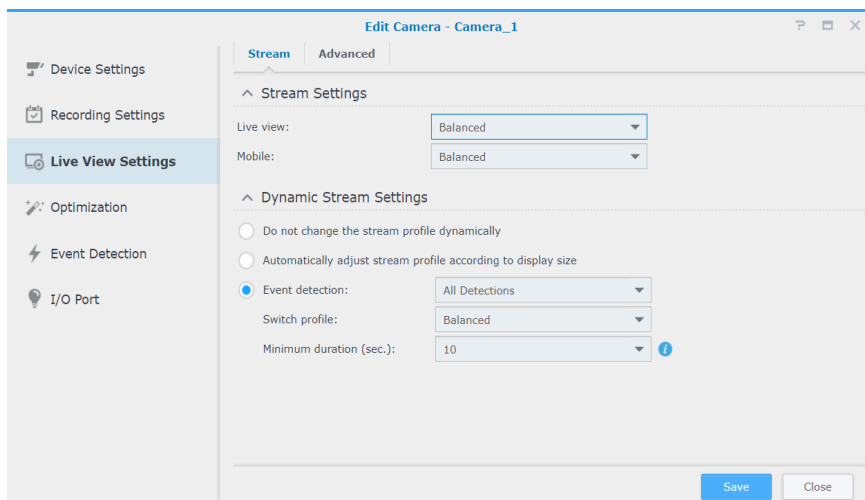 Edit Camera - Camera_1
Device Settings
Recording Settings
Live View Settings
Optimization
Event Detection
I/O Port
Stream Advanced
Stream Settings
Live view: Balanced
Mobile: Balanced
Dynamic Stream Settings
Do not change the stream profile dynamically
Automatically adjust stream profile according to display size
Event detection: All Detections
Switch profile: Balanced
Minimum duration (sec.): 10
Save Close